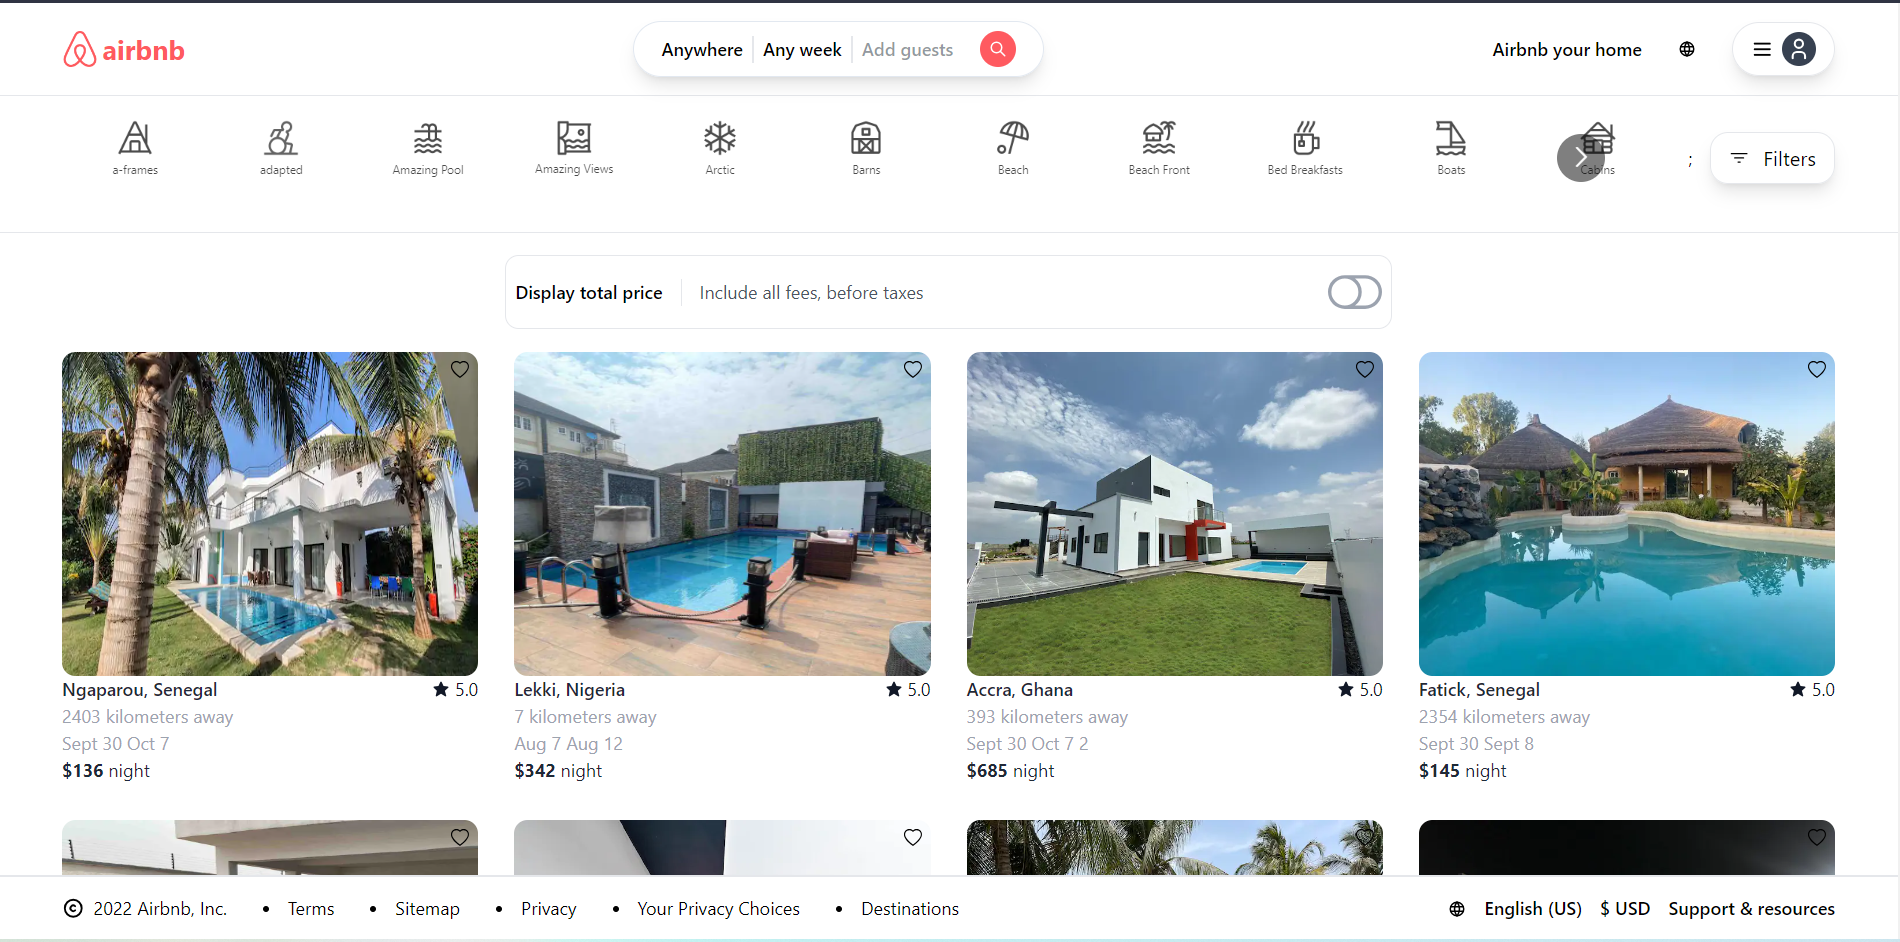 airbnb
Anywhere Any week Add guests
Airbnb your home
a-frames
adapted
Amazing Pool
Amazing Views
Arctic
Barns
Beach
Beach Front
Bed Breakfasts
Boats
Cabins
;
Filters
Display total price Include all fees, before taxes
Ngaparou, Senegal 5.0
2403 kilometers away
Sept 30 Oct 7
$136 night
Lekki, Nigeria 5.0
7 kilometers away
Aug 7 Aug 12
$342 night
Accra, Ghana 5.0
393 kilometers away
Sept 30 Oct 7 2
$685 night
Fatick, Senegal 5.0
2354 kilometers away
Sept 30 Sept 8
$145 night
© 2022 Airbnb, Inc. • Terms • Sitemap • Privacy • Your Privacy Choices • Destinations
English (US) $ USD Support & resources